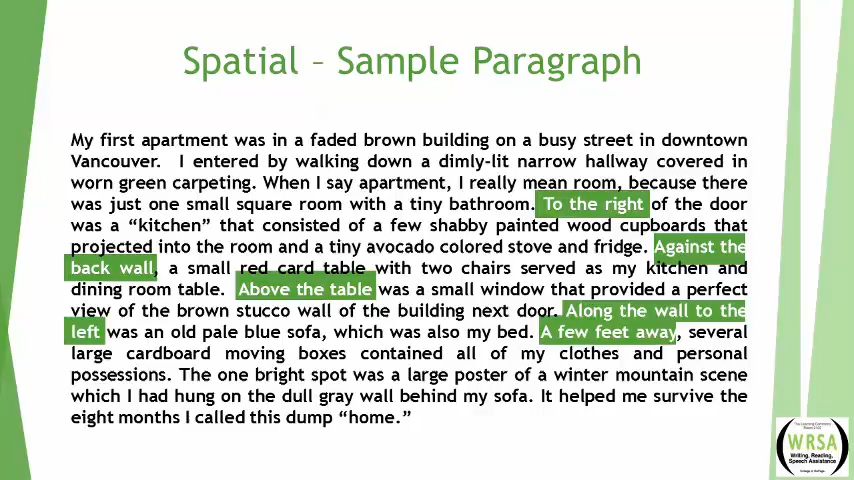 Spatial – Sample Paragraph
My first apartment was in a faded brown building on a busy street in downtown
Vancouver.  I entered by walking down a dimly-lit narrow hallway covered in
worn green carpeting. When I say apartment, I really mean room, because there
was just one small square room with a tiny bathroom. To the right of the door
was a “kitchen” that consisted of a few shabby painted wood cupboards that
projected into the room and a tiny avocado colored stove and fridge. Against the
back wall, a small red card table with two chairs served as my kitchen and
dining room table.  Above the table was a small window that provided a perfect
view of the brown stucco wall of the building next door. Along the wall to the
left was an old pale blue sofa, which was also my bed. A few feet away, several
large cardboard moving boxes contained all of my clothes and personal
possessions. The one bright spot was a large poster of a winter mountain scene
which I had hung on the dull gray wall behind my sofa. It helped me survive the
eight months I called this dump “home.”
WRSA
Writing, Reading,
Speech Assistance